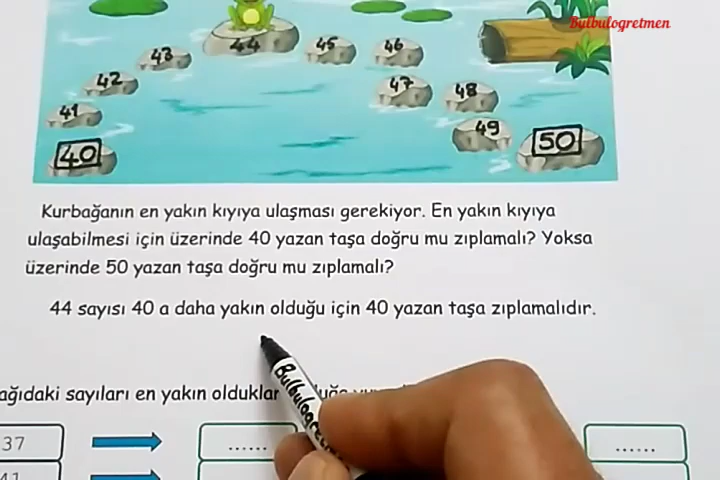 Bulbulogretmen
43 44 45 46
42 47 48
41 49
40 50
Kurbağanın en yakın kıyıya ulaşması gerekiyor. En yakın kıyıya
ulaşabilmesi için üzerinde 40 yazan taşa doğru mu zıplamalı? Yoksa
üzerinde 50 yazan taşa doğru mu zıplamalı?
44 sayısı 40 a daha yakın olduğu için 40 yazan taşa zıplamalıdır.
ağıdaki sayıları en yakın olduklar
37 ...... ......
41